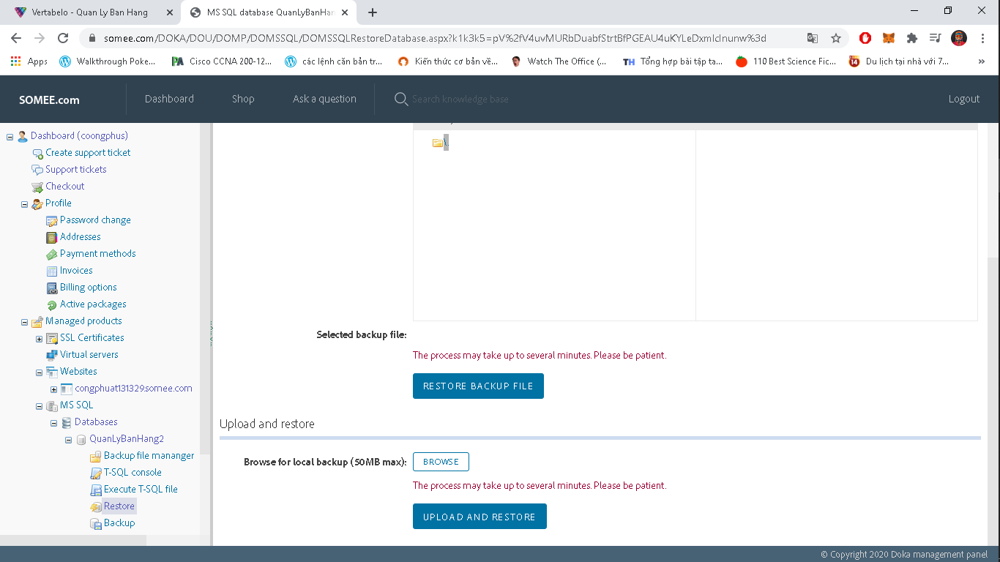 Vertabelo - Quan Ly Ban Hang
MS SQL database QuanLyBanHan
somee.com/DOKA/DOU/DOMP/DOMSSQL/DOMSSQLRestoreDatabase.aspx?k1k3k5=pV%2fV4uvMURbDuabfStrtBfPGEAU4uKYLeDxmIclnunw%3d
Apps
Walkthrough Poke...
Cisco CCNA 200-12...
các lệnh căn bản tr...
Kiến thức cơ bản về...
Watch The Office (...
TH Tổng hợp bài tập ta...
110 Best Science Fic...
14 Du lịch tại nhà với 7...
SOMEE.com
Dashboard
Shop
Ask a question
Search knowledge base
Logout
Dashboard (coongphus)
Create support ticket
Support tickets
Checkout
Profile
Password change
Addresses
Payment methods
Invoices
Billing options
Active packages
Managed products
SSL Certificates
Virtual servers
Websites
congphuat131329.somee.com
MS SQL
Databases
QuanLyBanHang2
Backup file mananger
T-SQL console
Execute T-SQL file
Restore
Backup
\.
Selected backup file:
The process may take up to several minutes. Please be patient.
RESTORE BACKUP FILE
Upload and restore
Browse for local backup (50MB max):
BROWSE
The process may take up to several minutes. Please be patient.
UPLOAD AND RESTORE
© Copyright 2020 Doka management panel